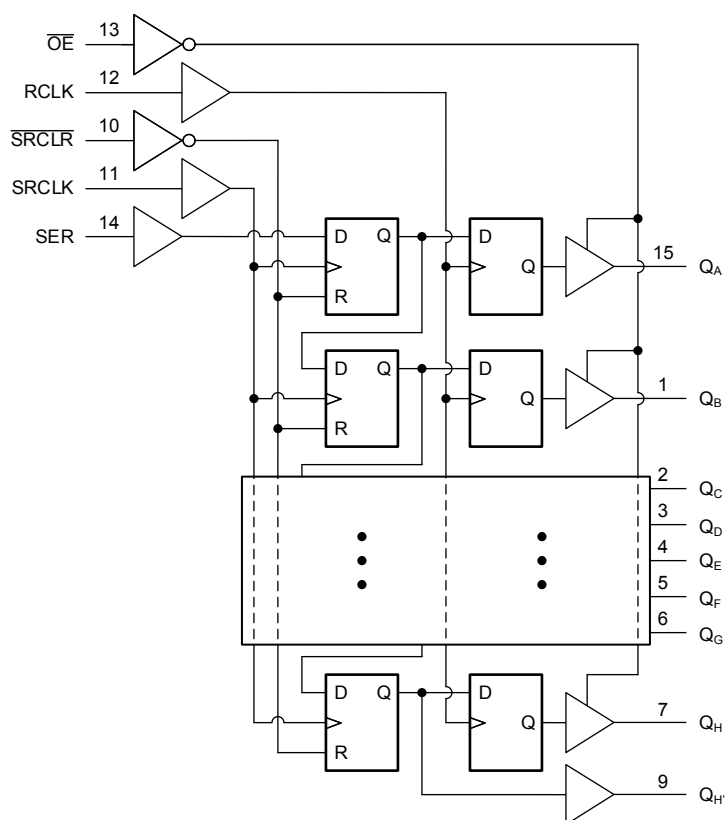 OE 13
RCLK 12
SRCLR 10
SRCLK 11
SER 14
D Q D
Q 15 QA
R
D Q D
Q 1 QB
R
2 QC
3 QD
4 QE
5 QF
6 QG
D Q D
Q 7 QH
R
9 QH'